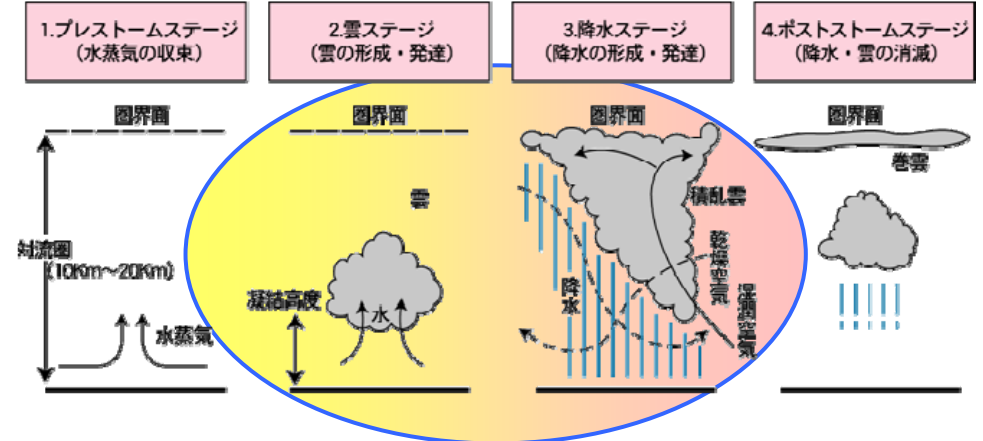 1.プレストームステージ
（水蒸気の収束）
2.雲ステージ
（雲の形成・発達）
3.降水ステージ
（降水の形成・発達）
4.ポストストームステージ
（降水・雲の消滅）
圏界面
圏界面
圏界面
圏界面
巻雲
雲
積乱雲
対流圏
（10Km〜20Km）
乾燥空気
湿潤空気
凝結高度
水
降水
水蒸気